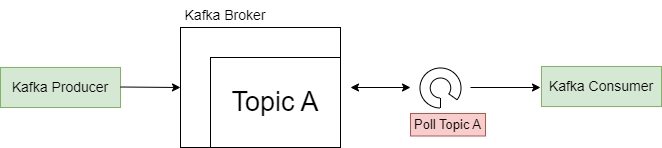 Kafka Broker
Kafka Producer
Topic A
Kafka Consumer
Poll Topic A